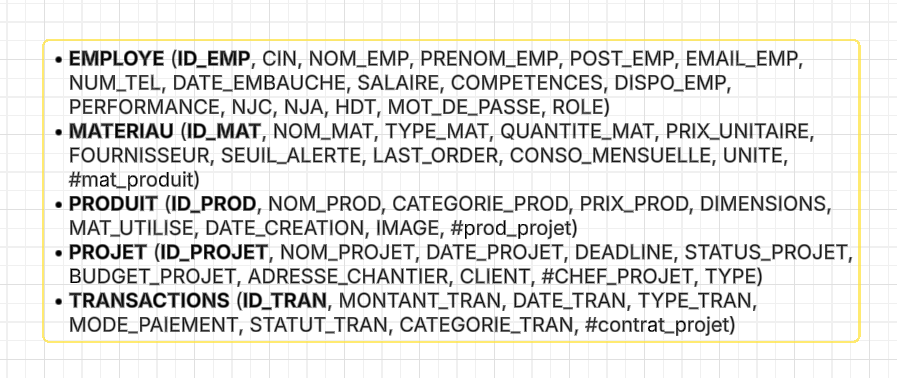 • EMPLOYE (ID_EMP, CIN, NOM_EMP, PRENOM_EMP, POST_EMP, EMAIL_EMP,
NUM_TEL, DATE_EMBAUCHE, SALAIRE, COMPETENCES, DISPO_EMP,
PERFORMANCE, NJC, NJA, HDT, MOT_DE_PASSE, ROLE)
• MATERIAU (ID_MAT, NOM_MAT, TYPE_MAT, QUANTITE_MAT, PRIX_UNITAIRE,
FOURNISSEUR, SEUIL_ALERTE, LAST_ORDER, CONSO_MENSUELLE, UNITE,
#mat_produit)
• PRODUIT (ID_PROD, NOM_PROD, CATEGORIE_PROD, PRIX_PROD, DIMENSIONS,
MAT_UTILISE, DATE_CREATION, IMAGE, #prod_projet)
• PROJET (ID_PROJET, NOM_PROJET, DATE_PROJET, DEADLINE, STATUS_PROJET,
BUDGET_PROJET, ADRESSE_CHANTIER, CLIENT, #CHEF_PROJET, TYPE)
• TRANSACTIONS (ID_TRAN, MONTANT_TRAN, DATE_TRAN, TYPE_TRAN,
MODE_PAIEMENT, STATUT_TRAN, CATEGORIE_TRAN, #contrat_projet)